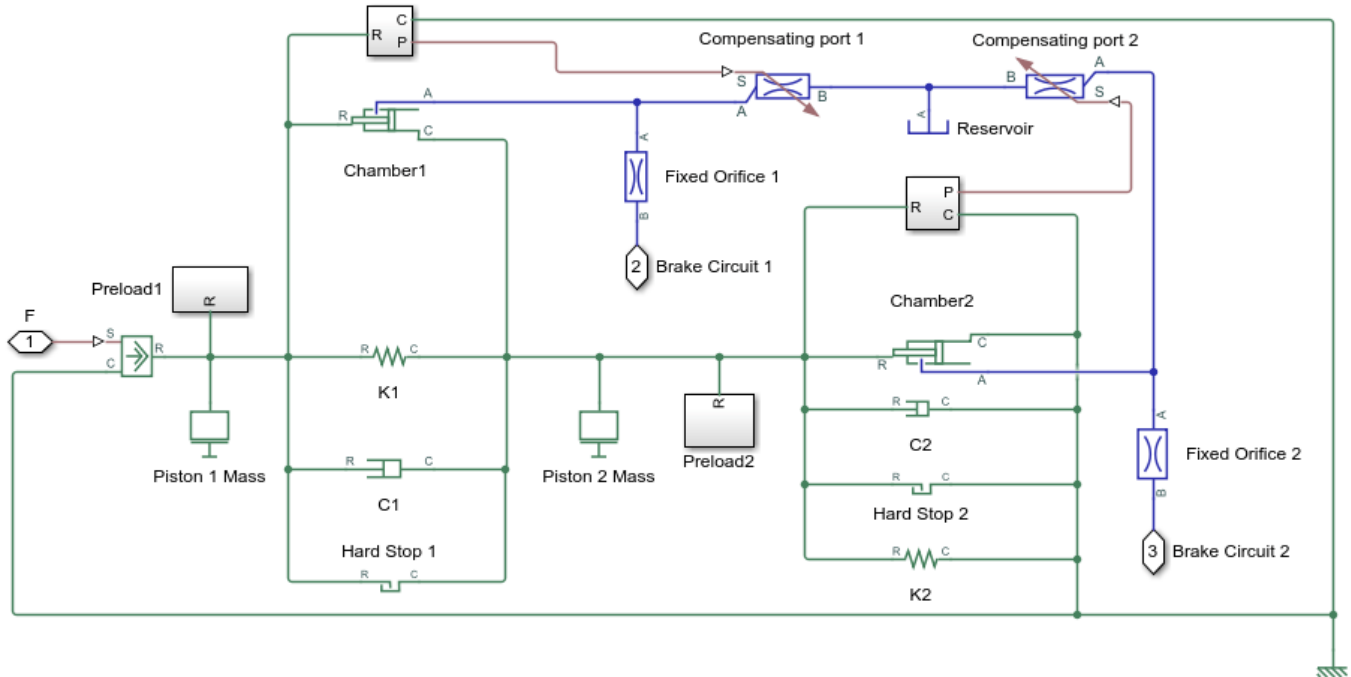 C
R
P
Compensating port 1
Compensating port 2
S
A
B
B
A
S
A
Reservoir
A
R
C
Chamber1
A
Fixed Orifice 1
B
2
Brake Circuit 1
P
R
C
Preload1
R
F
1
S
C
R
R
C
K1
Chamber2
C
R
A
R
Preload2
R
C
C2
Piston 1 Mass
Piston 2 Mass
R
C
C1
A
Fixed Orifice 2
B
R
C
Hard Stop 2
Hard Stop 1
R
C
R
C
K2
3
Brake Circuit 2